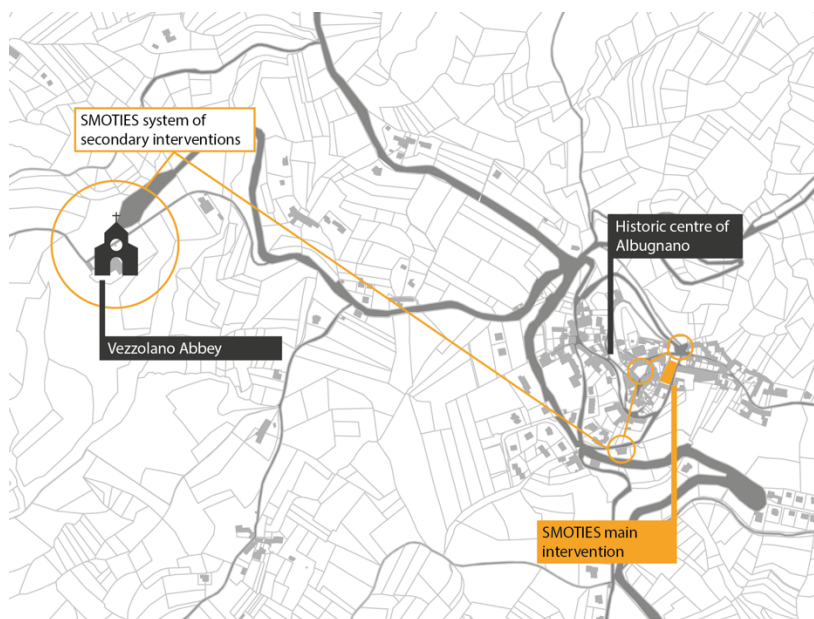 SMOTIES system of
secondary interventions
Historic centre of
Albugnano
Vezzolano Abbey
SMOTIES main
intervention